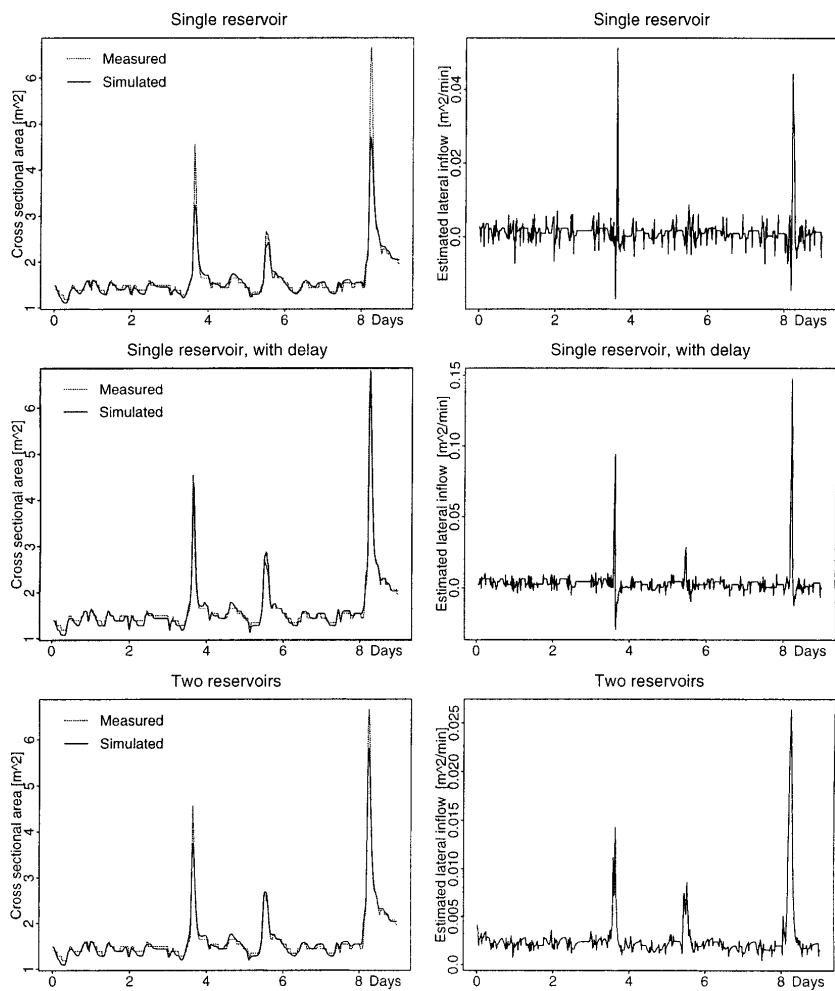 Single reservoir
Measured
Simulated
Cross sectional area [m^2]
6
5
4
3
2
1
0
2
4
6
8 Days
Single reservoir
Estimated lateral inflow [m^2/min]
0.04
0.02
0.0
0
2
4
6
8 Days
Single reservoir, with delay
Measured
Simulated
Cross sectional area [m^2]
6
5
4
3
2
1
0
2
4
6
8 Days
Single reservoir, with delay
Estimated lateral inflow [m^2/min]
0.15
0.10
0.05
0.0
0
2
4
6
8 Days
Two reservoirs
Measured
Simulated
Cross sectional area [m^2]
6
5
4
3
2
1
0
2
4
6
8 Days
Two reservoirs
Estimated lateral inflow [m^2/min]
0.025
0.020
0.015
0.010
0.005
0.0
0
2
4
6
8 Days